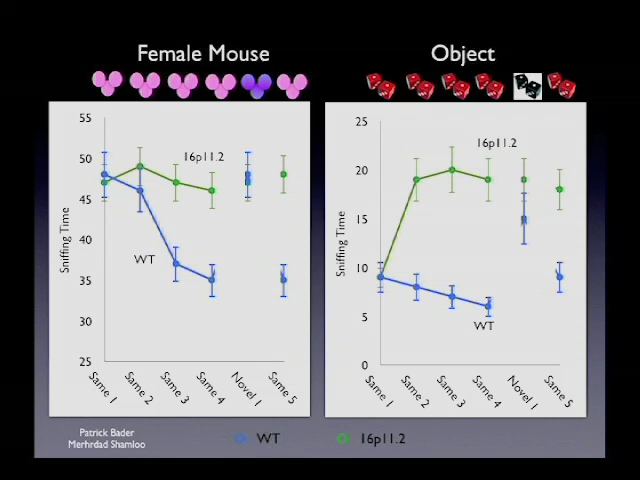 Female Mouse
Object
55
50
45
40
35
30
25
Sniffing Time
16p11.2
WT
Same 1
Same 2
Same 3
Same 4
Novel 1
Same 5
25
20
15
10
5
0
Sniffing Time
16p11.2
WT
Same 1
Same 2
Same 3
Same 4
Novel 1
Same 5
Patrick Bader
Merhrdad Shamloo
WT
16p11.2